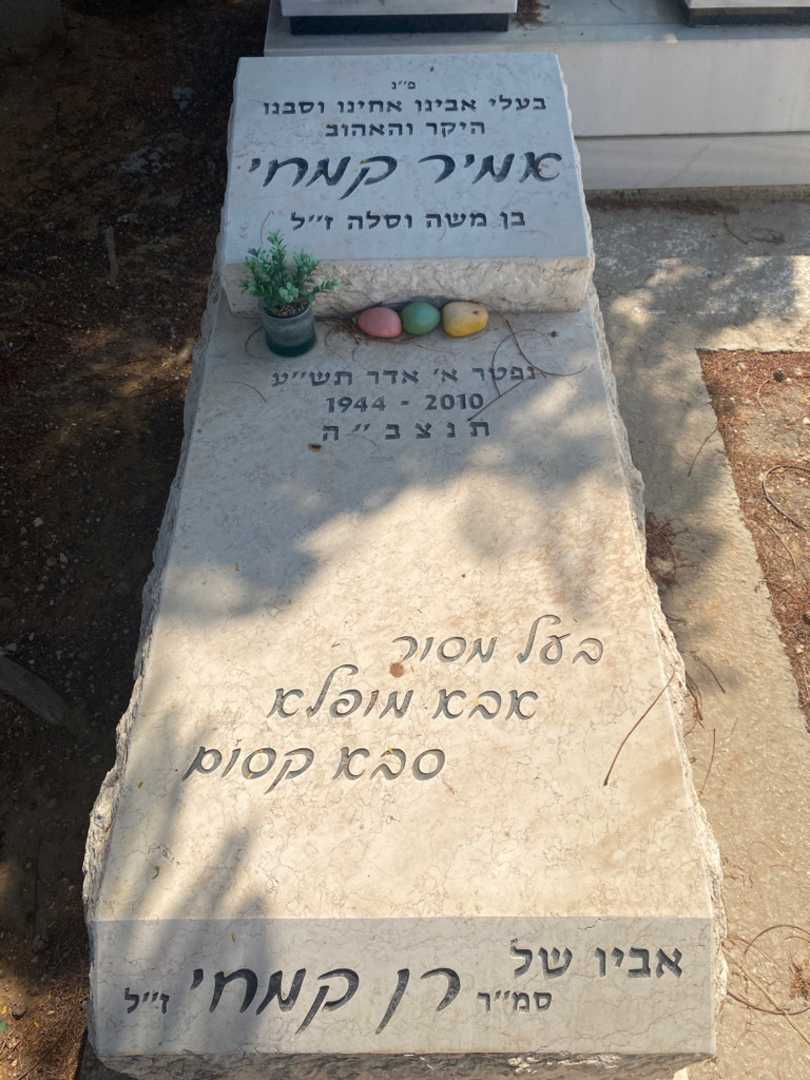 פ״נ
בעלי אבינו אחינו וסבנו
היקר והאהוב
אמיר קמחי
בן משה וסלה ז״ל
נפטר א׳ אדר תש״ע
1944 - 2010
ת נ צ ב ״ ה
בעל מסור
אבא מופלא
סבא קסום
אביו של
סמ״ר רן קמחי ז״ל